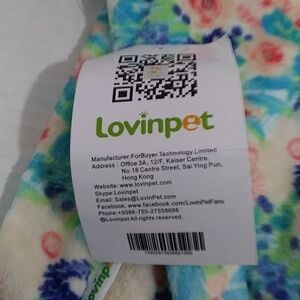 Lovinpet
Manufacturer:ForBuyer Technology Limited
Address : Office 3A, 12/F, Kaiser Centre,
No.18 Centre Street, Sai Ying Pun,
Hong Kong
Website: www.lovinpet.com
Skype:Lovinpet
Email: Sales@LovinPet.com
Facebook: www.facebook.com/LovinPetFans
Phone:+0086-755-27558686
©Lovinpet All Rights Reserved.